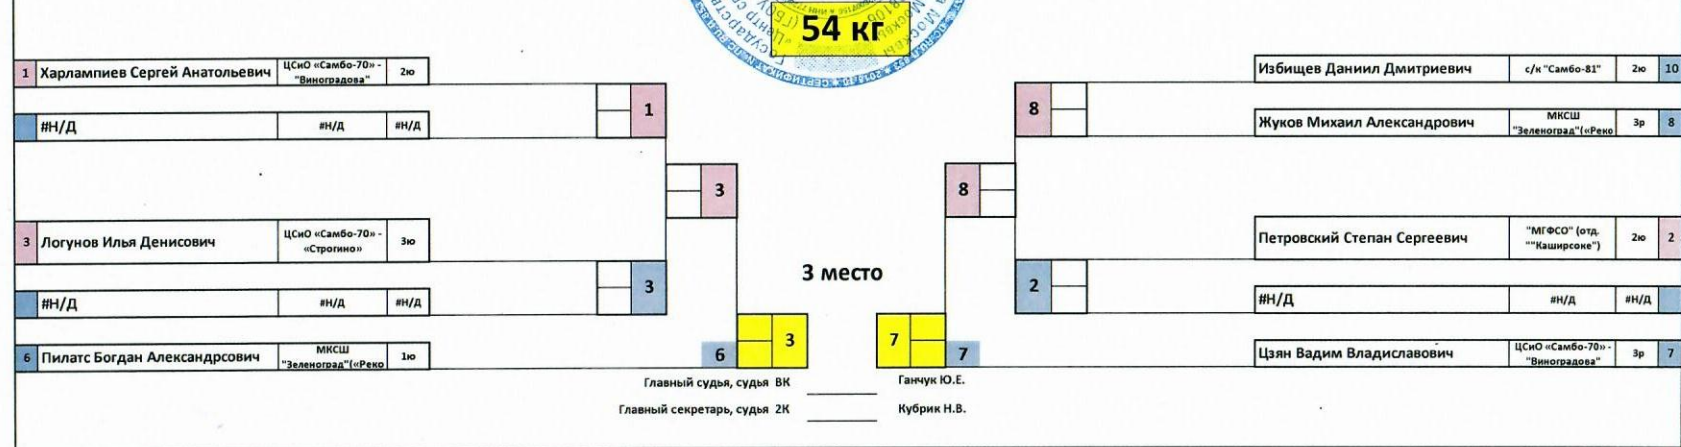 54 кг
1 Харлампиев Сергей Анатольевич ЦСиО «Самбо-70» - 2ю
"Виноградова"
#Н/Д #Н/Д #Н/Д
1
3
3 Логунов Илья Денисович ЦСиО «Самбо-70» - 3ю
«Строгино»
#Н/Д #Н/Д #Н/Д
3
6 Пилатс Богдан Александрсович МКСШ 1ю
"Зеленоград"(«Реко
6 3
3 место
Избищев Даниил Дмитриевич с/к "Самбо-81" 2ю 10
Жуков Михаил Александрович МКСШ 3р 8
"Зеленоград"(«Реко
8
8
Петровский Степан Сергеевич "МГФСО" (отд. 2ю 2
""Каширсоке")
#Н/Д #Н/Д #Н/Д
2
Цзян Вадим Владиславович ЦСиО «Самбо-70» - 3р 7
"Виноградова"
7 7
Главный судья, судья ВК Ганчук Ю.Е.
Главный секретарь, судья 2К Кубрик Н.В.